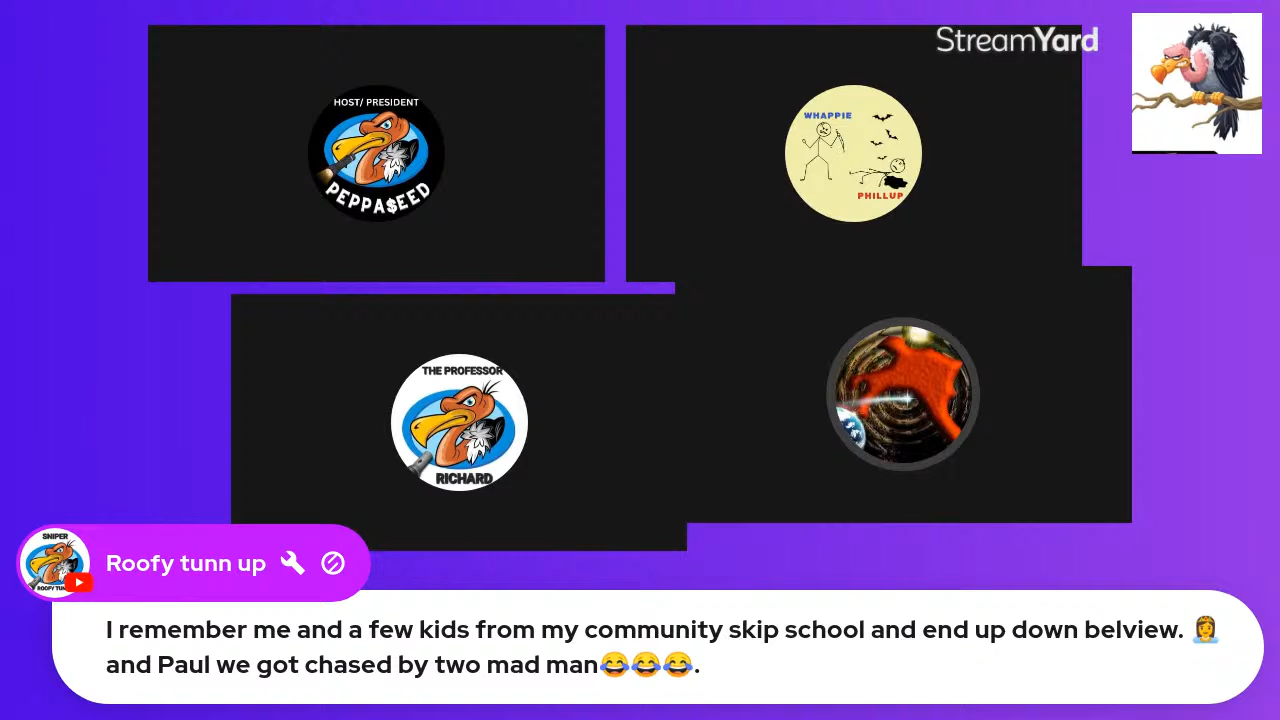 StreamYard
HOST/ PRESIDENT
PEPPA$EED
WHAPPIE
PHILLUP
THE PROFESSOR
RICHARD
SNIPER
Roofy tunn up
I remember me and a few kids from my community skip school and end up down belview. 👰‍♀️
and Paul we got chased by two mad man😂😂😂.